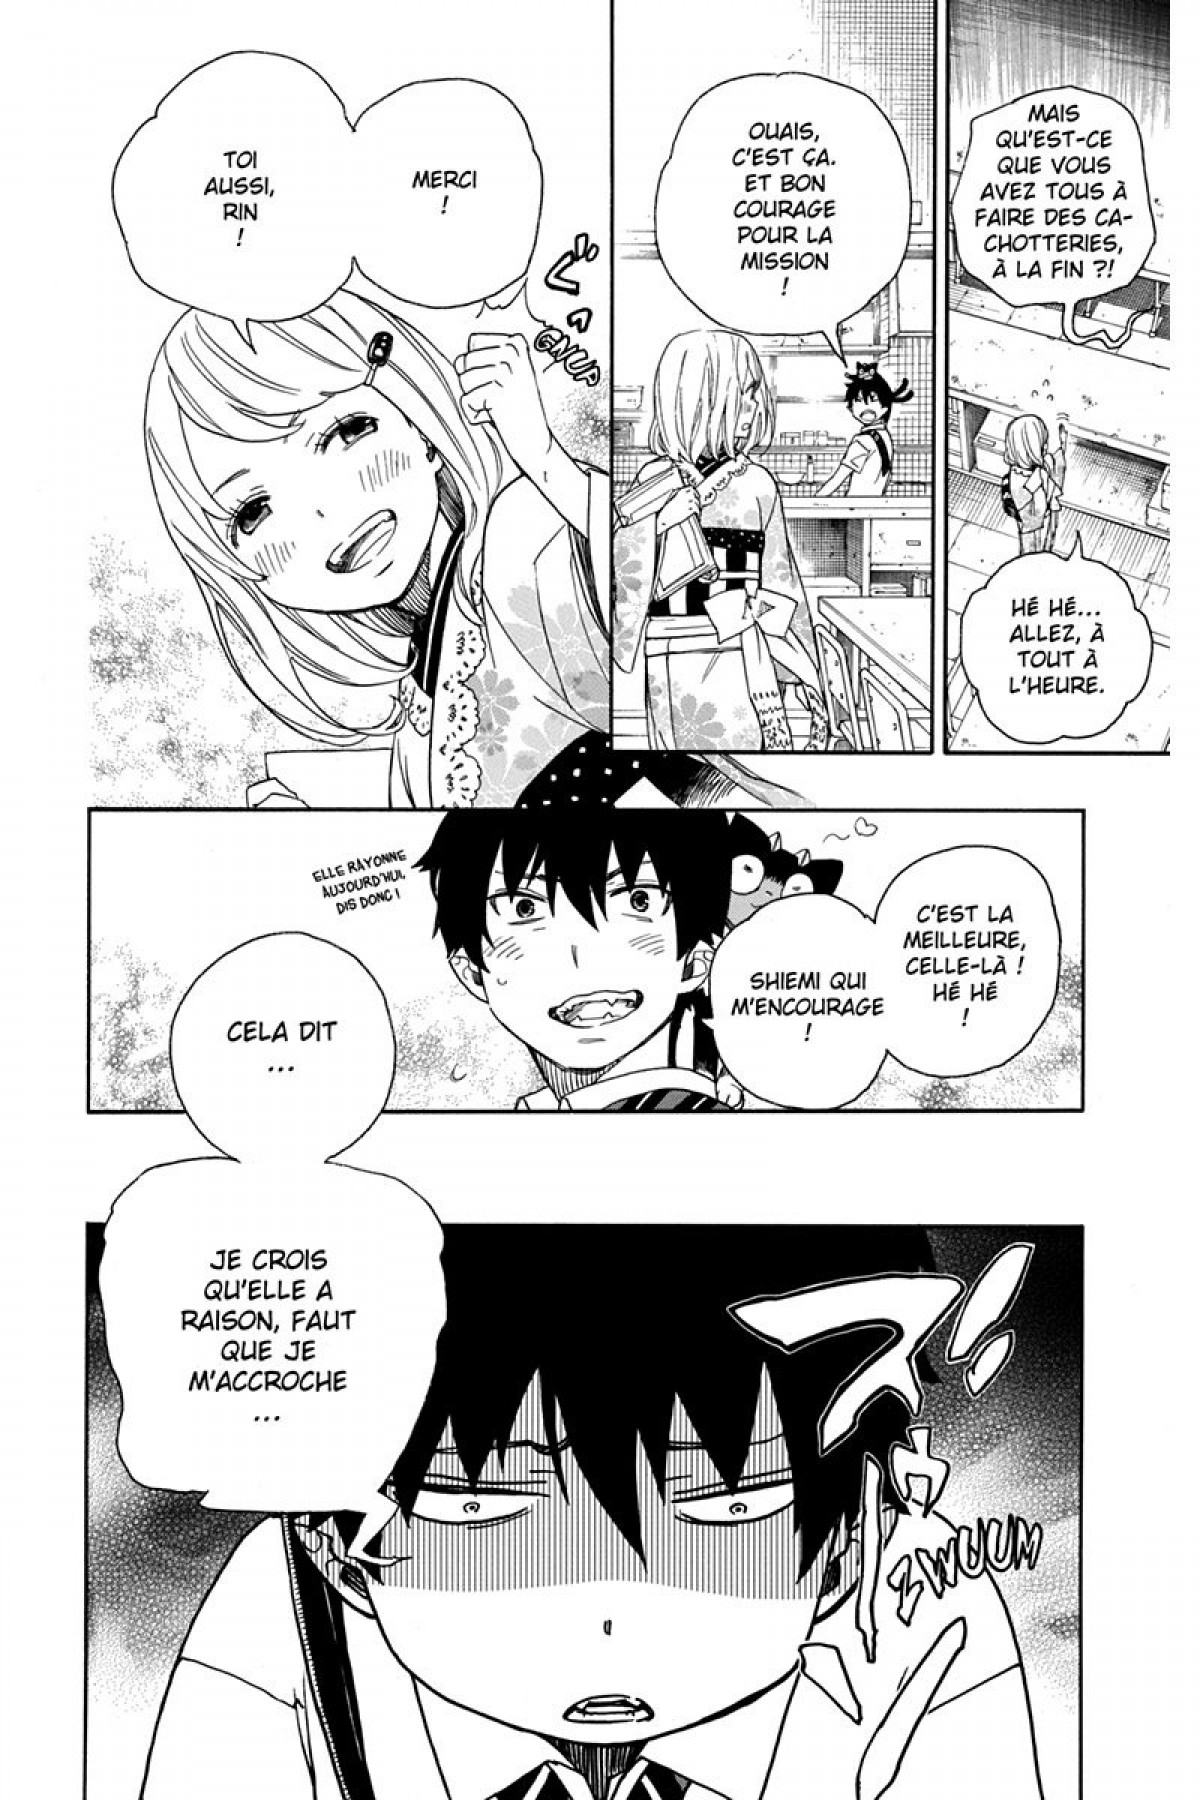 MAIS
QU'EST-CE
QUE VOUS
AVEZ TOUS À
FAIRE DES CA-
CHOTTERIES,
À LA FIN ?!
HÉ HÉ...
ALLEZ, À
TOUT À
L'HEURE.
OUAIS,
C'EST ÇA.
ET BON
COURAGE
POUR LA
MISSION
!
MERCI
!
TOI
AUSSI,
RIN
!
GNUP
C'EST LA
MEILLEURE,
CELLE-LÀ !
HÉ HÉ
!
SHIEMI QUI
M'ENCOURAGE
!
ELLE RAYONNE
AUJOURD'HUI,
DIS DONC !
CELA DIT
...
JE CROIS
QU'ELLE A
RAISON, FAUT
QUE JE
M'ACCROCHE
...
ZWUUM